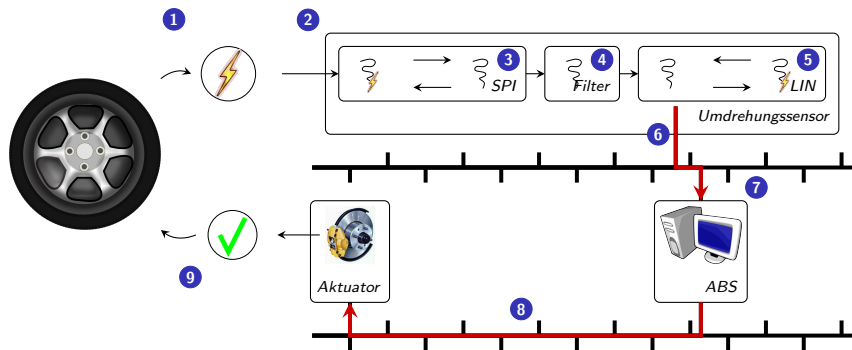 1
2
3
4
5
SPI
Filter
LIN
Umdrehungssensor
6
7
ABS
Aktuator
9
8